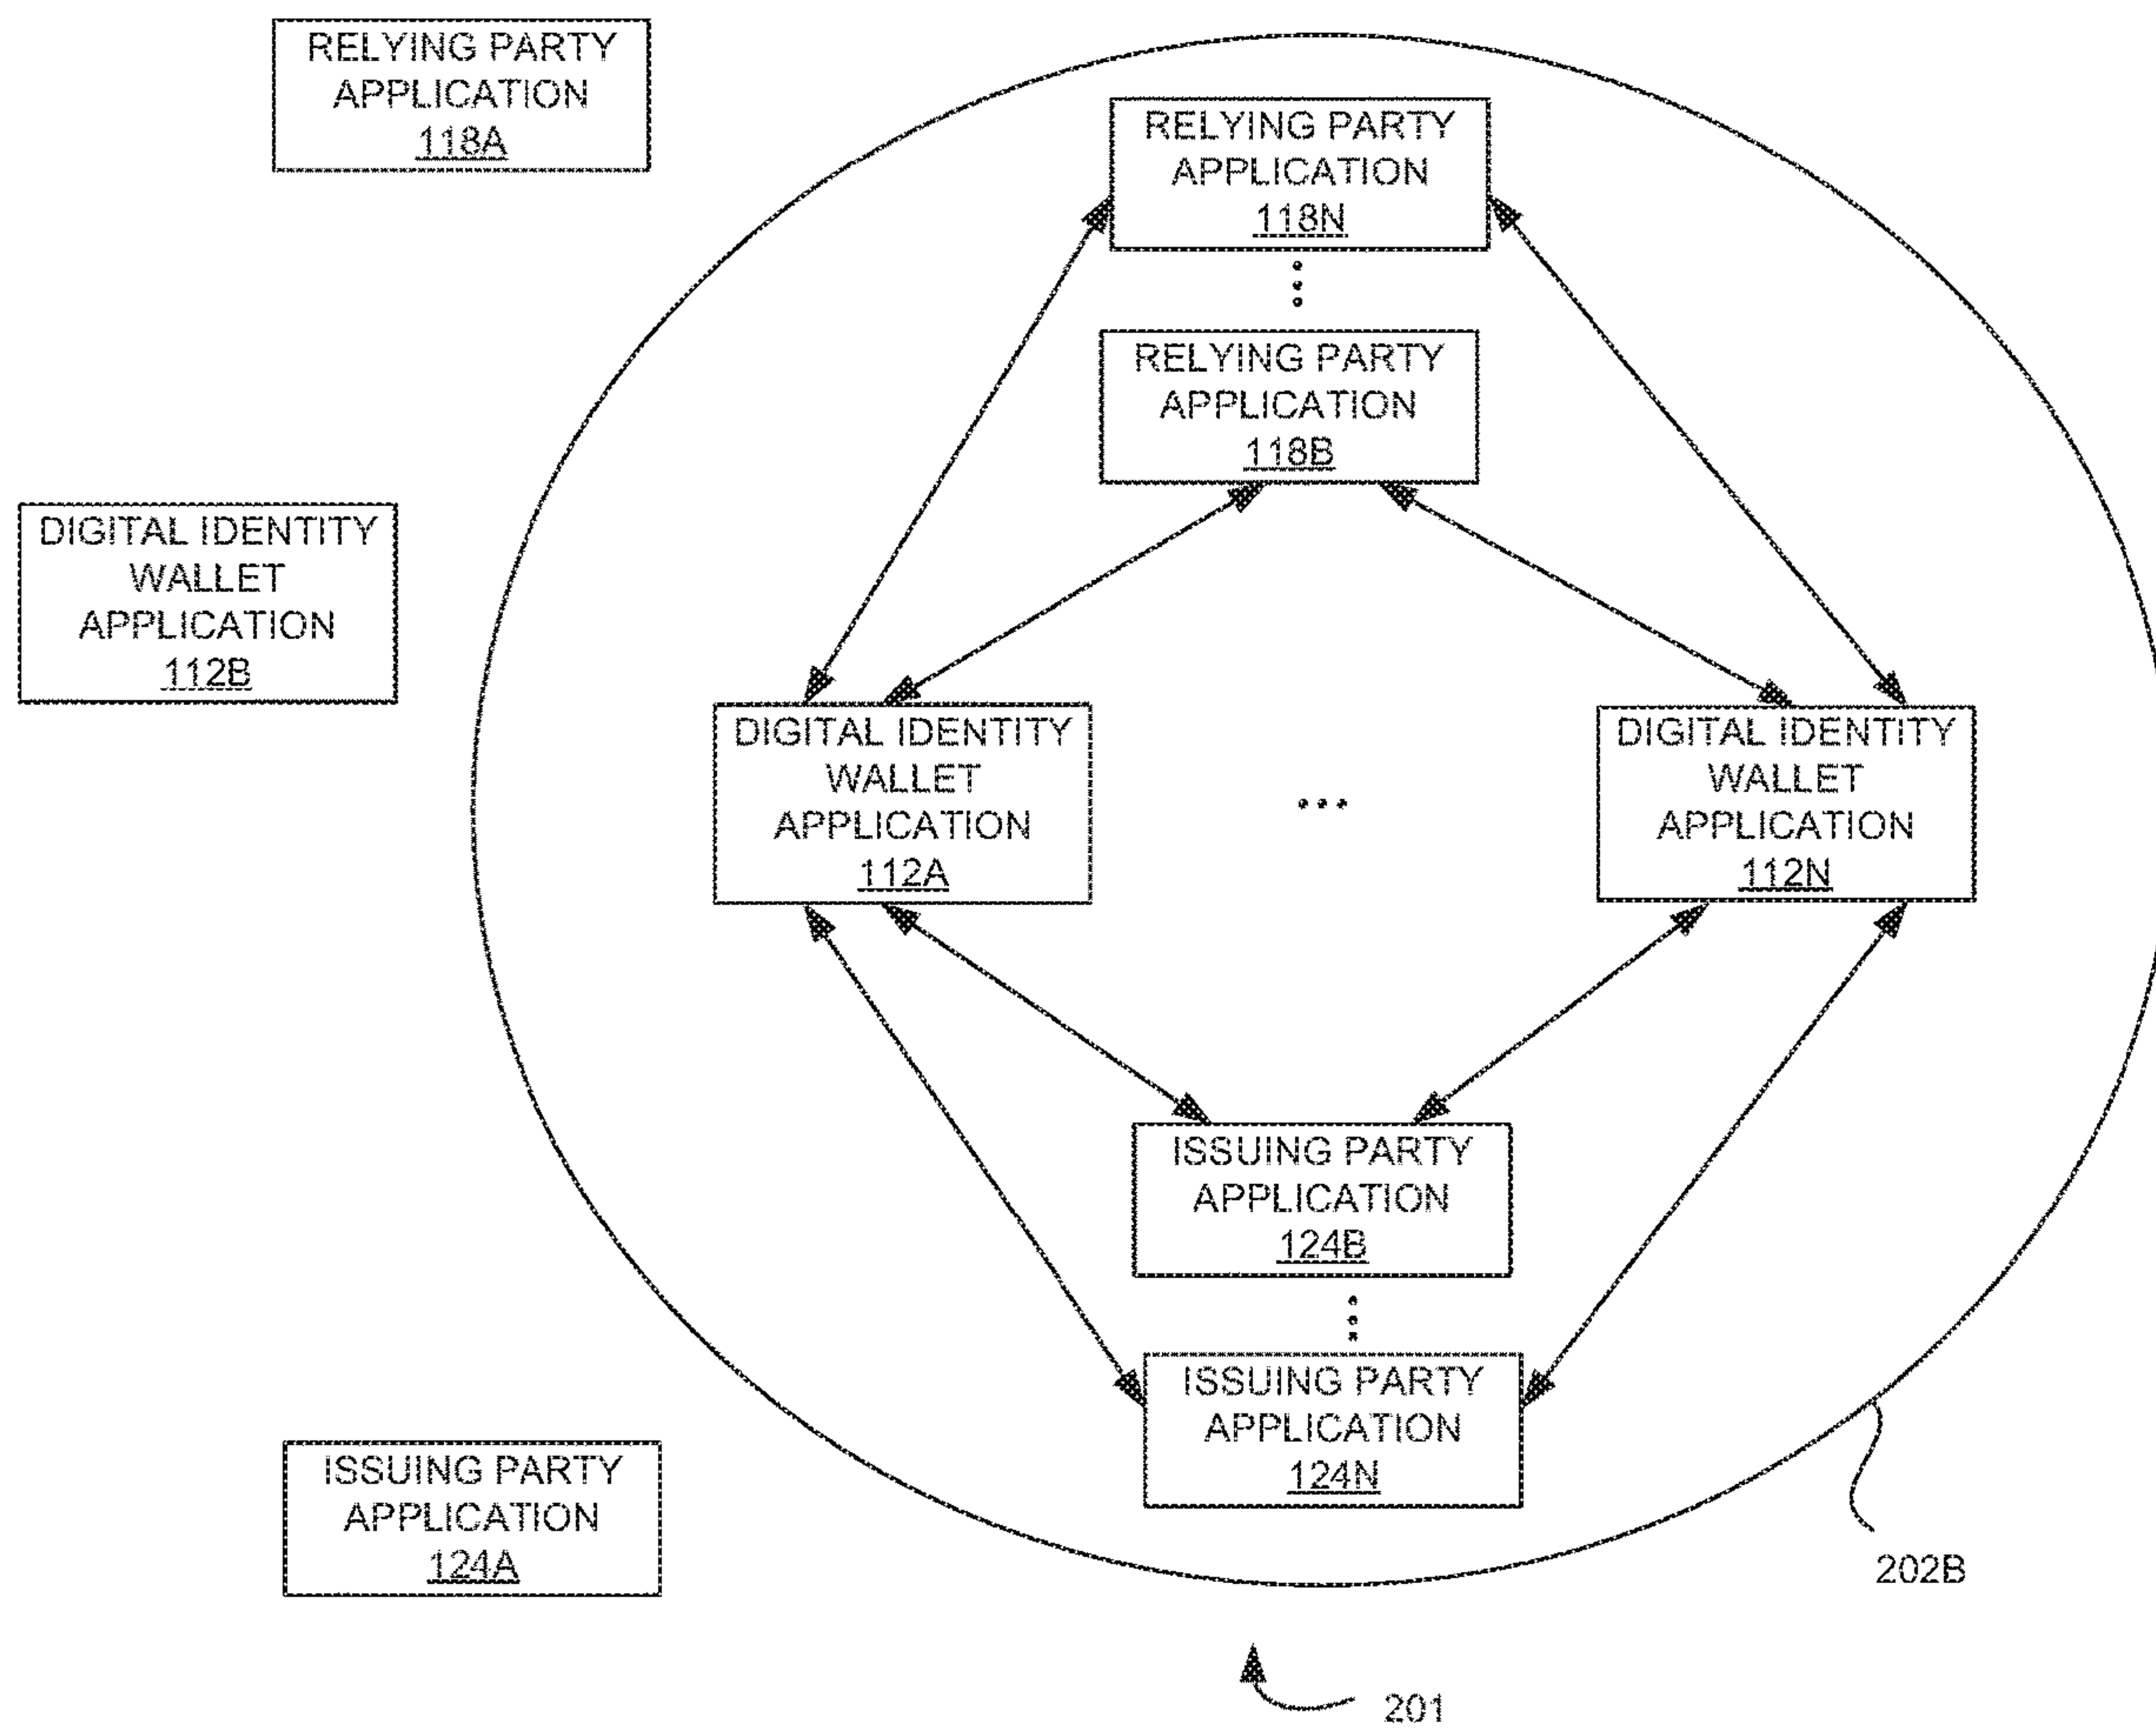 RELYING PARTY
APPLICATION
118A
RELYING PARTY
APPLICATION
118N
RELYING PARTY
APPLICATION
118B
DIGITAL IDENTITY
WALLET
APPLICATION
112B
DIGITAL IDENTITY
WALLET
APPLICATION
112A
...
DIGITAL IDENTITY
WALLET
APPLICATION
112N
ISSUING PARTY
APPLICATION
124B
ISSUING PARTY
APPLICATION
124N
ISSUING PARTY
APPLICATION
124A
202B
201